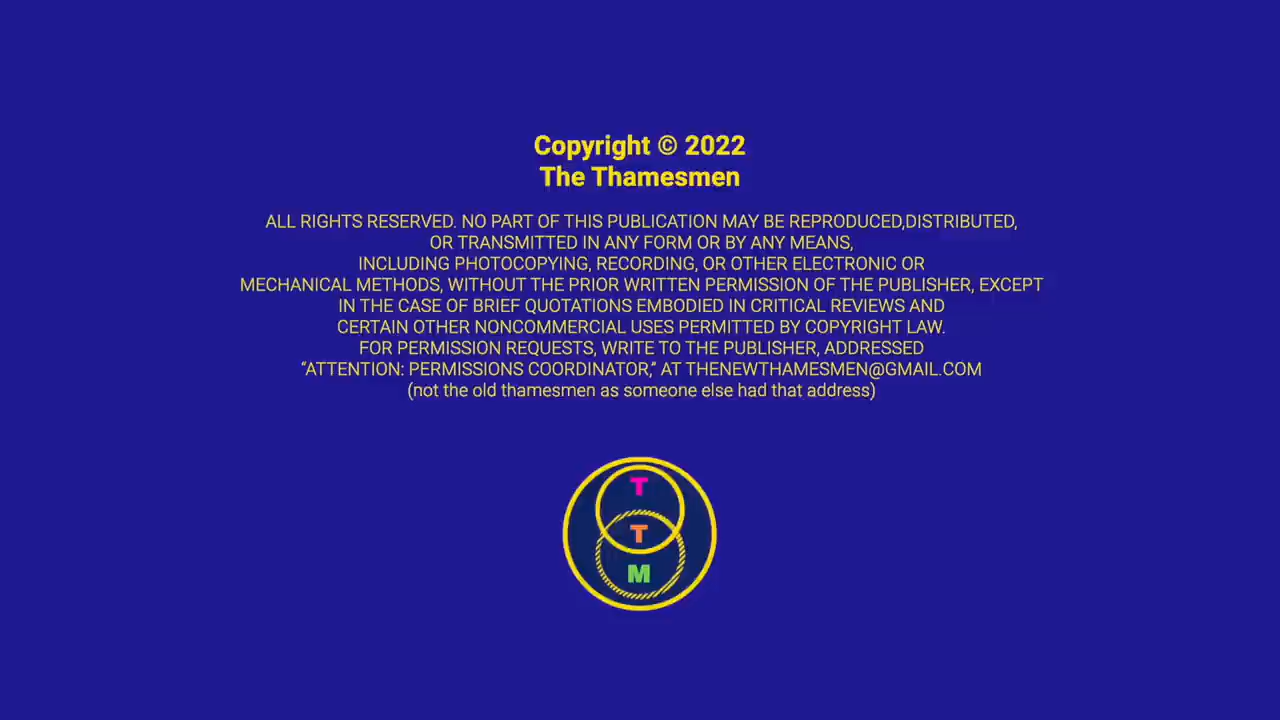 Copyright © 2022
The Thamesmen
ALL RIGHTS RESERVED. NO PART OF THIS PUBLICATION MAY BE REPRODUCED,DISTRIBUTED,
OR TRANSMITTED IN ANY FORM OR BY ANY MEANS,
INCLUDING PHOTOCOPYING, RECORDING, OR OTHER ELECTRONIC OR
MECHANICAL METHODS, WITHOUT THE PRIOR WRITTEN PERMISSION OF THE PUBLISHER, EXCEPT
IN THE CASE OF BRIEF QUOTATIONS EMBODIED IN CRITICAL REVIEWS AND
CERTAIN OTHER NONCOMMERCIAL USES PERMITTED BY COPYRIGHT LAW.
FOR PERMISSION REQUESTS, WRITE TO THE PUBLISHER, ADDRESSED
“ATTENTION: PERMISSIONS COORDINATOR,” AT THENEWTHAMESMEN@GMAIL.COM
(not the old thamesmen as someone else had that address)
T
T
M